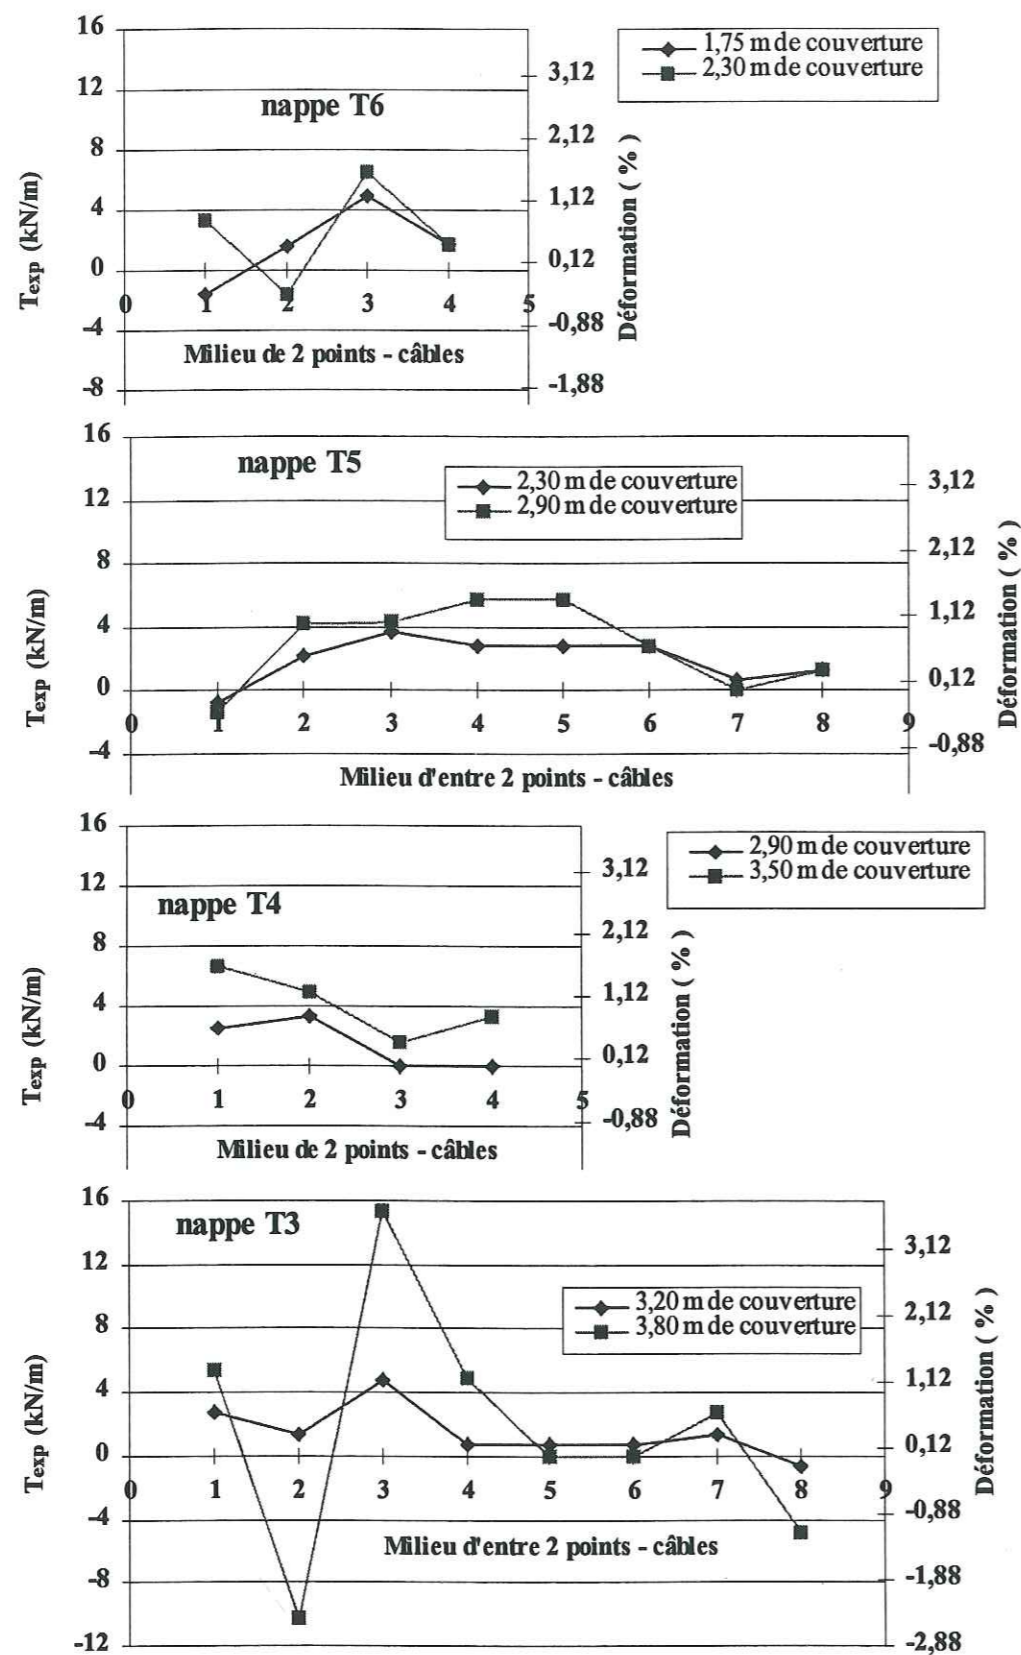 16
12
8
4
0
-4
-8
T_exp (kN/m)
nappe T6
0 1 2 3 4 5
Milieu de 2 points - câbles
3,12
2,12
1,12
0,12
-0,88
-1,88
Déformation ( % )
1,75 m de couverture
2,30 m de couverture
16
12
8
4
0
-4
T_exp (kN/m)
nappe T5
2,30 m de couverture
2,90 m de couverture
0 1 2 3 4 5 6 7 8 9
Milieu d'entre 2 points - câbles
3,12
2,12
1,12
0,12
-0,88
Déformation ( % )
16
12
8
4
0
-4
T_exp (kN/m)
nappe T4
0 1 2 3 4 5
Milieu de 2 points - câbles
3,12
2,12
1,12
0,12
-0,88
Déformation ( % )
2,90 m de couverture
3,50 m de couverture
16
12
8
4
0
-4
-8
-12
T_exp (kN/m)
nappe T3
3,20 m de couverture
3,80 m de couverture
0 1 2 3 4 5 6 7 8 9
Milieu d'entre 2 points - câbles
3,12
2,12
1,12
0,12
-0,88
-1,88
-2,88
Déformation ( % )